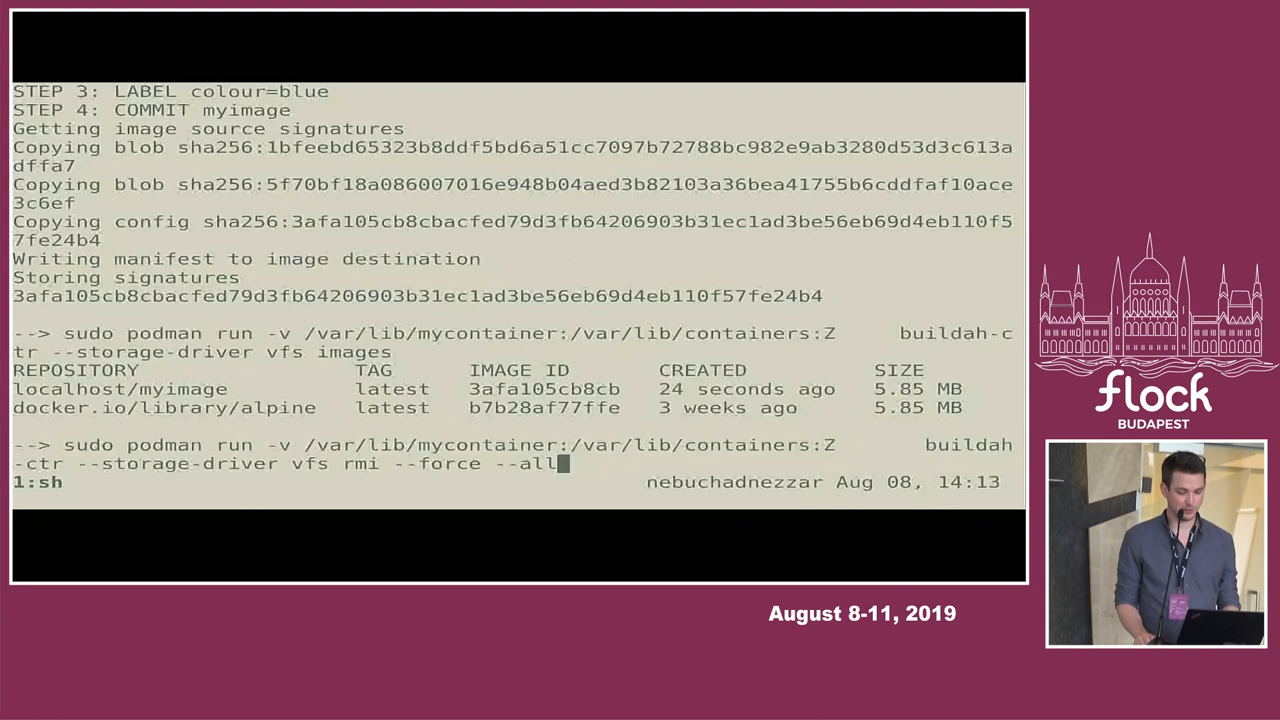 STEP 3: LABEL colour=blue
STEP 4: COMMIT myimage
Getting image source signatures
Copying blob sha256:1bfeebd65323b8ddf5bd6a51cc7097b72788bc982e9ab3280d53d3c613a
dffa7
Copying blob sha256:5f70bf18a086007016e948b04aed3b82103a36bea41755b6cddfaf10ace
3c6ef
Copying config sha256:3afa105cb8cbacfed79d3fb64206903b31ec1ad3be56eb69d4eb110f5
7fe24b4
Writing manifest to image destination
Storing signatures
3afa105cb8cbacfed79d3fb64206903b31ec1ad3be56eb69d4eb110f57fe24b4
--> sudo podman run -v /var/lib/mycontainer:/var/lib/containers:Z buildah-c
tr --storage-driver vfs images
REPOSITORY TAG IMAGE ID CREATED SIZE
localhost/myimage latest 3afa105cb8cb 24 seconds ago 5.85 MB
docker.io/library/alpine latest b7b28af77ffe 3 weeks ago 5.85 MB
--> sudo podman run -v /var/lib/mycontainer:/var/lib/containers:Z buildah
-ctr --storage-driver vfs rmi --force --all
1:sh nebuchadnezzar Aug 08, 14:13
flock
BUDAPEST
August 8-11, 2019